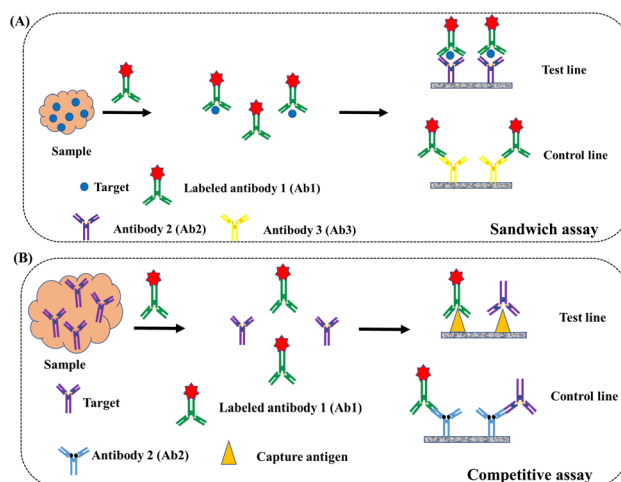 (A)
Sample
Test line
Control line
Target
Labeled antibody 1 (Ab1)
Antibody 2 (Ab2)
Antibody 3 (Ab3)
Sandwich assay
(B)
Sample
Test line
Target
Labeled antibody 1 (Ab1)
Control line
Antibody 2 (Ab2)
Capture antigen
Competitive assay